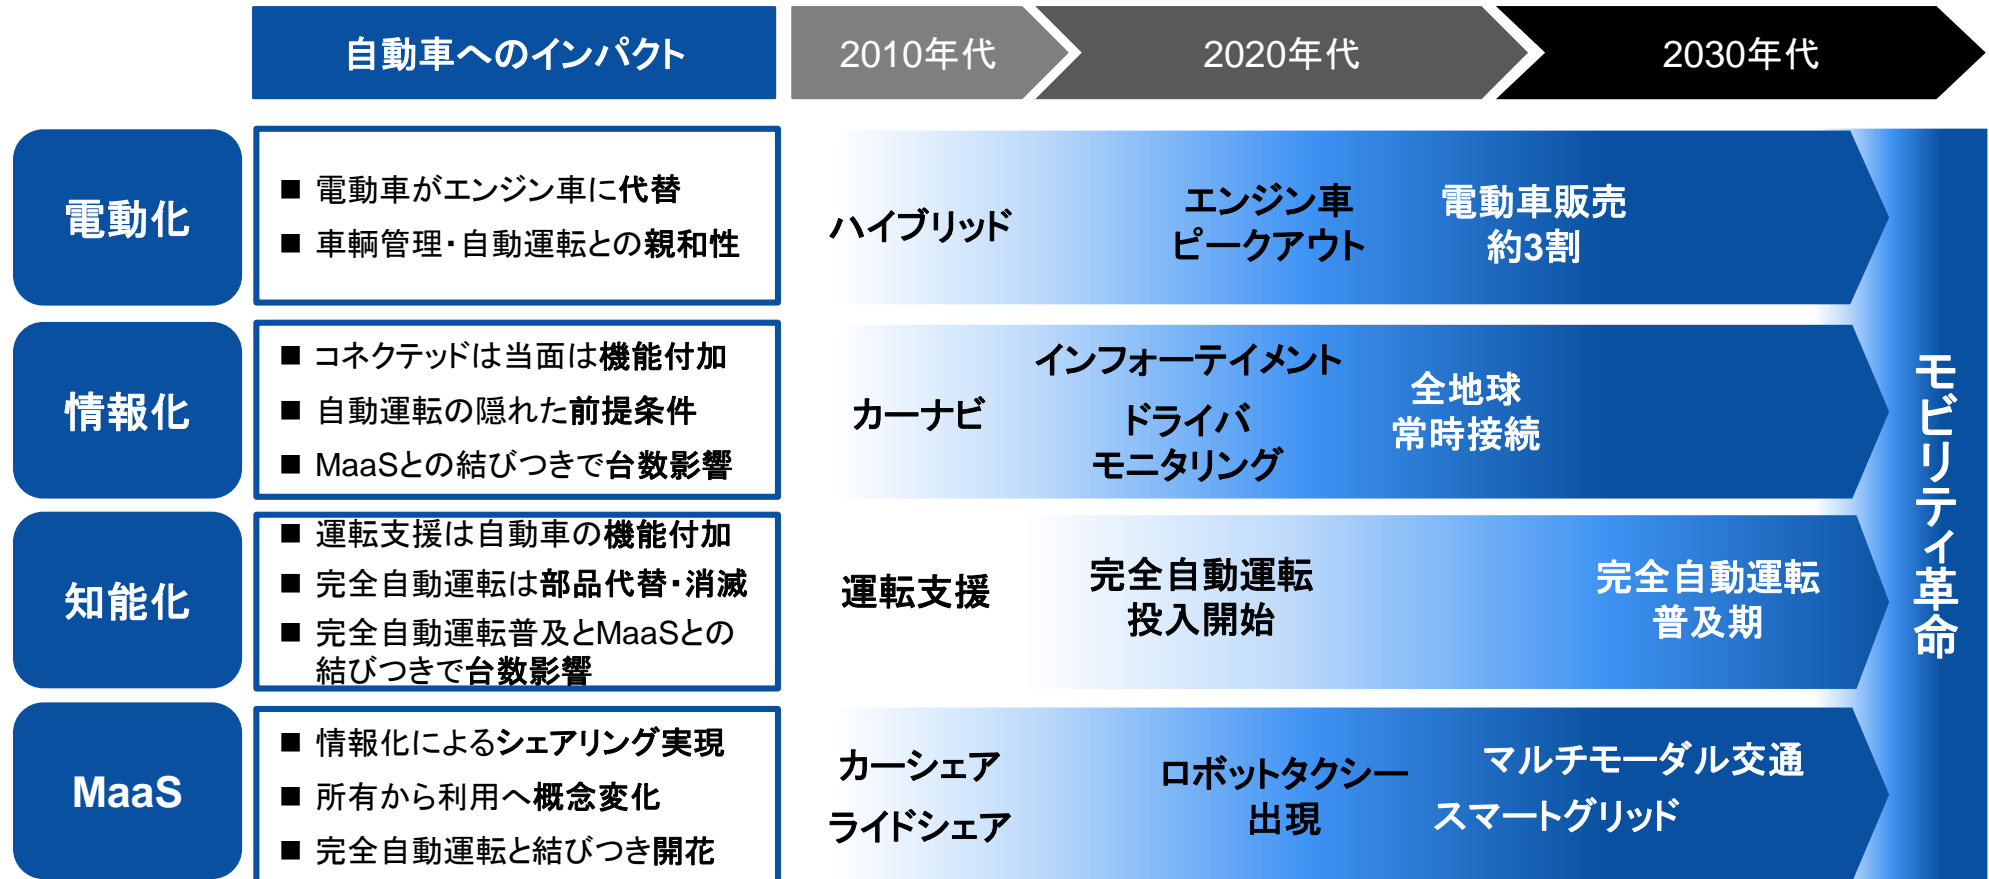 自動車へのインパクト
2010年代
2020年代
2030年代
電動化
■ 電動車がエンジン車に代替
■ 車輌管理・自動運転との親和性
ハイブリッド
エンジン車
ピークアウト
電動車販売
約3割
情報化
■ コネクテッドは当面は機能付加
■ 自動運転の隠れた前提条件
■ MaaSとの結びつきで台数影響
カーナビ
インフォーテイメント
ドライバ
モニタリング
全地球
常時接続
知能化
■ 運転支援は自動車の機能付加
■ 完全自動運転は部品代替・消滅
■ 完全自動運転普及とMaaSとの
結びつきで台数影響
運転支援
完全自動運転
投入開始
完全自動運転
普及期
MaaS
■ 情報化によるシェアリング実現
■ 所有から利用へ概念変化
■ 完全自動運転と結びつき開花
カーシェア
ライドシェア
ロボットタクシー
出現
マルチモーダル交通
スマートグリッド
モビリティ革命